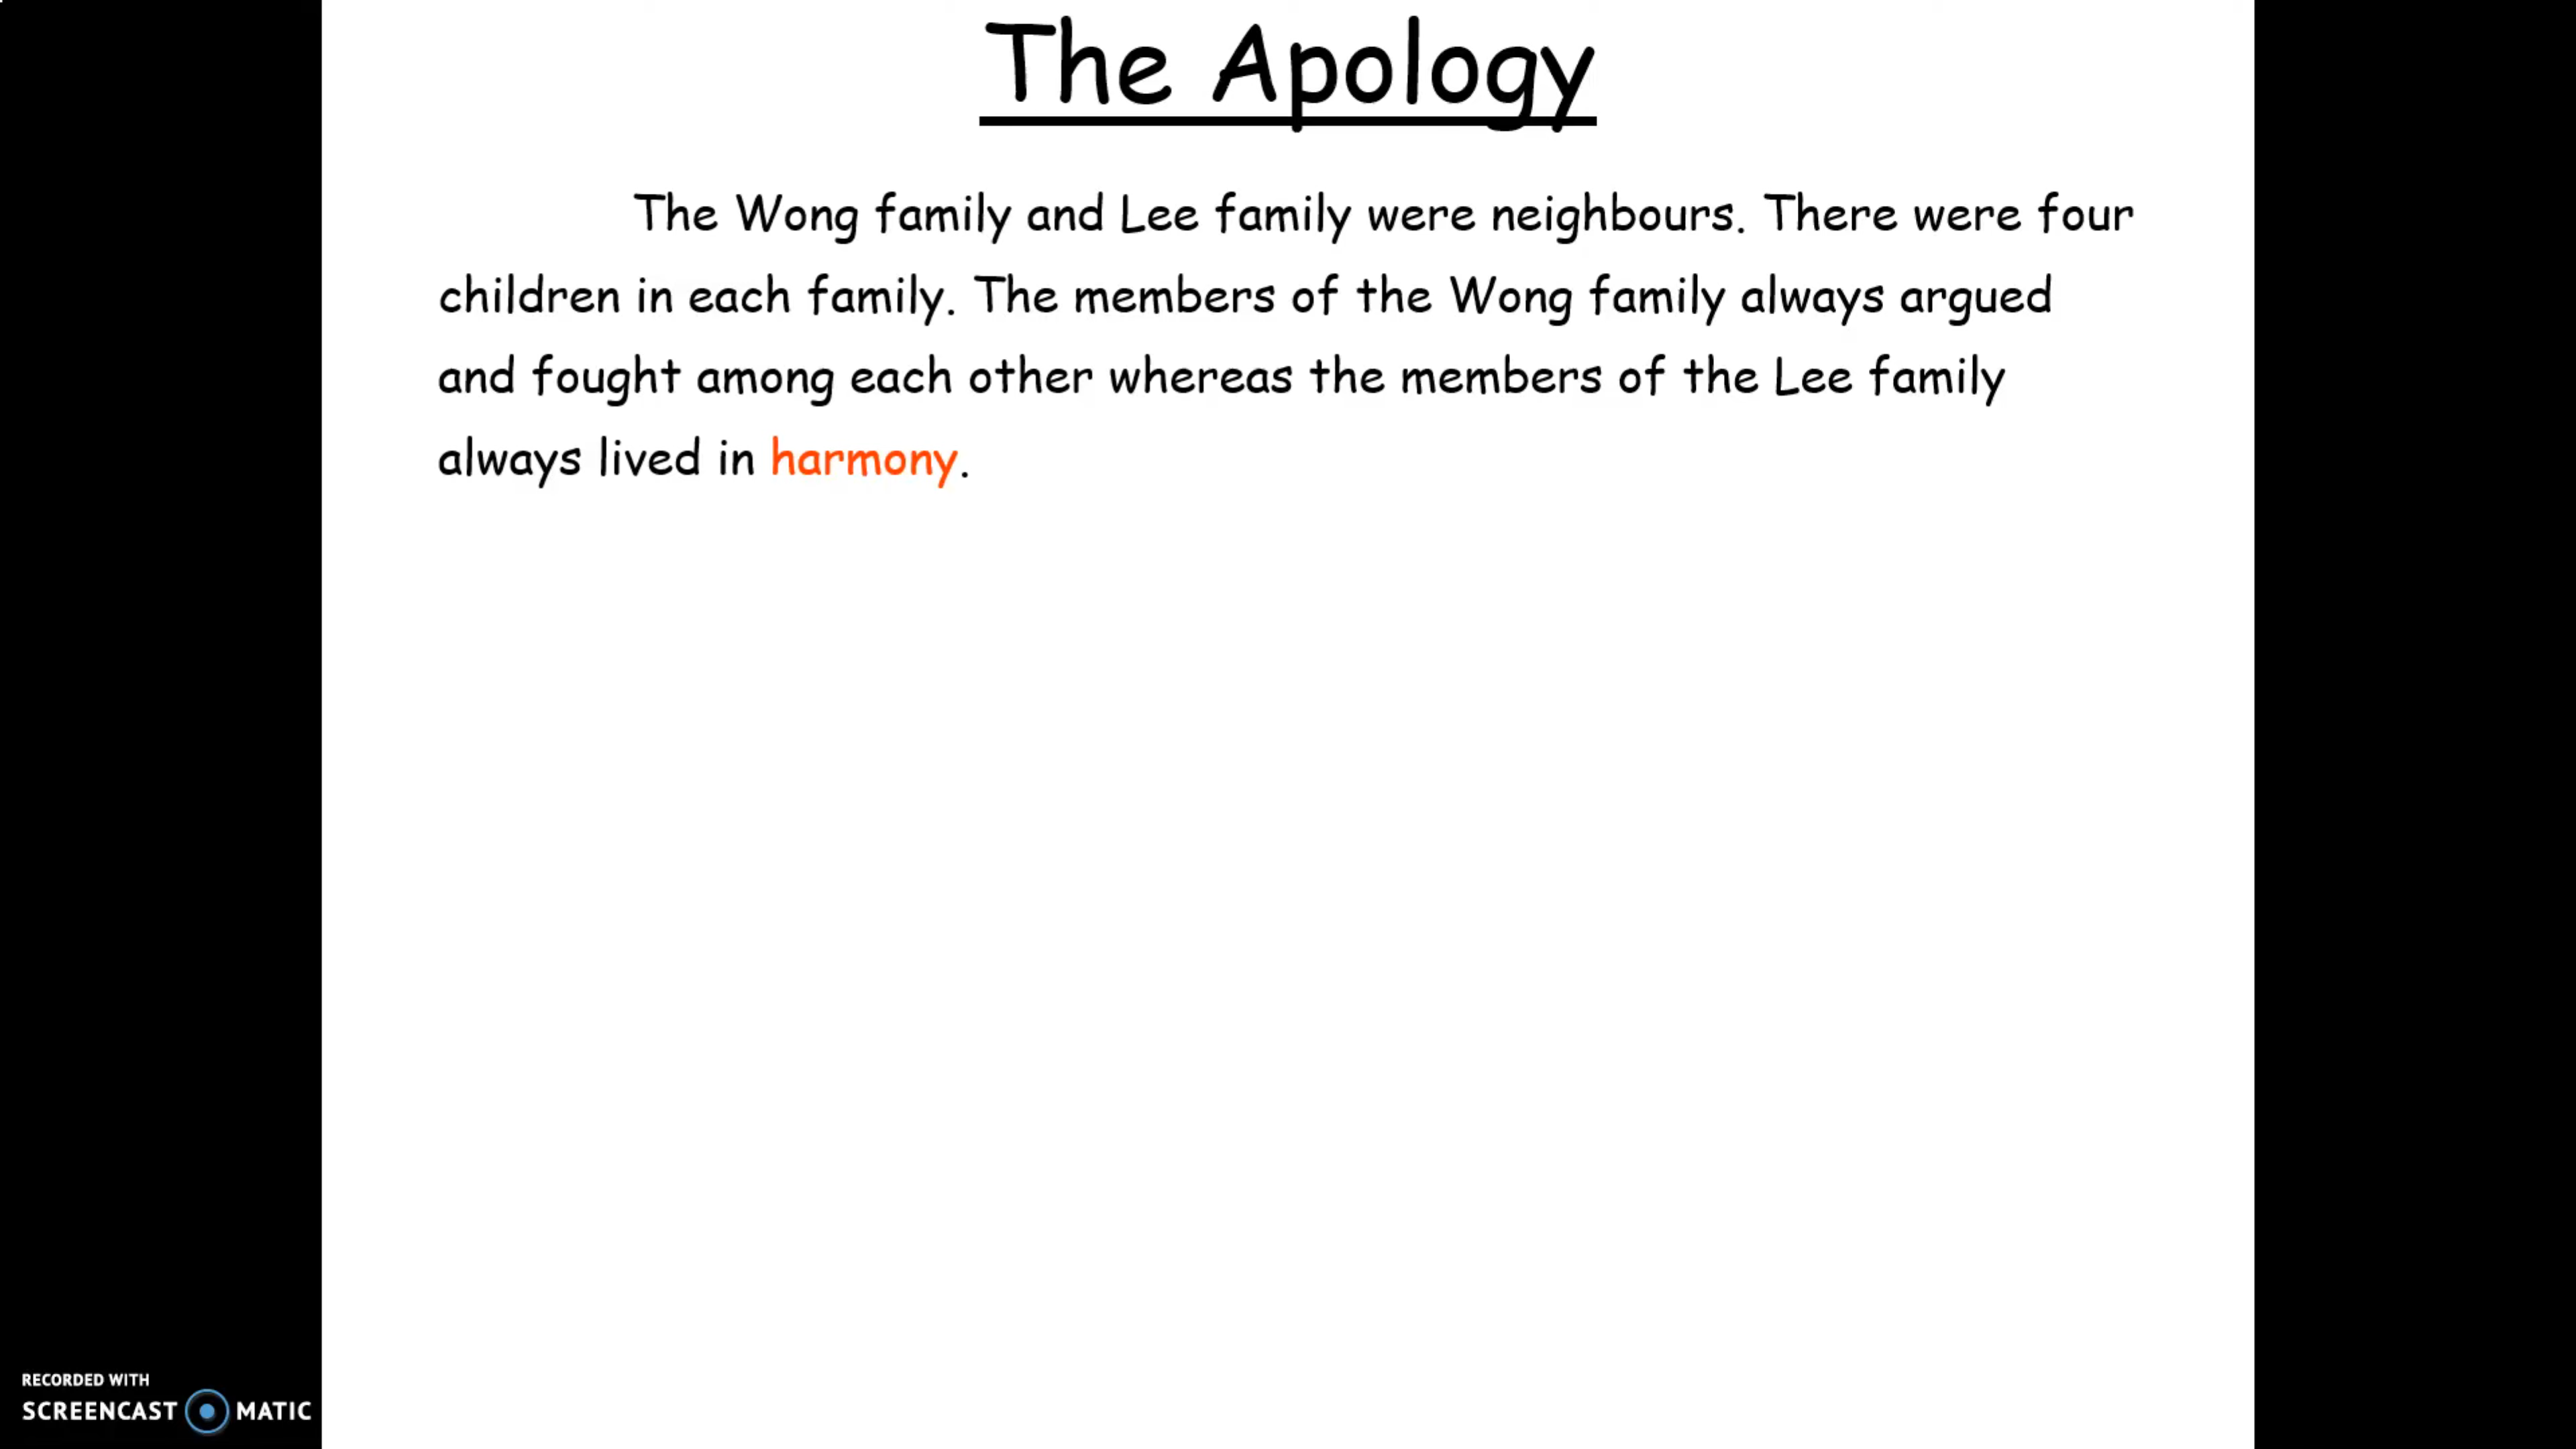 The Apology
The Wong family and Lee family were neighbours. There were four
children in each family. The members of the Wong family always argued
and fought among each other whereas the members of the Lee family
always lived in harmony.
RECORDED WITH
SCREENCAST MATIC